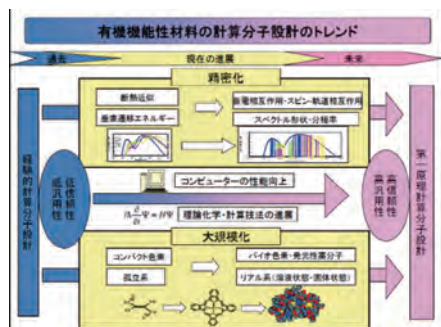 有機機能性材料の計算分子設計のトレンド
過去
現在の進展
未来
精密化
断熱近似
振電相互作用・スピン・軌道相互作用
垂直遷移エネルギー
スペクトル形状・分極率
経験的計算分子設計
低信頼性
低汎用性
コンピューターの性能向上
理論化学・計算技法の進展
高信頼性
高汎用性
第一原理計算分子設計
大規模化
コンパクト色素
バイオ色素・発光性高分子
孤立系
リアル系(溶液状態・固体状態)